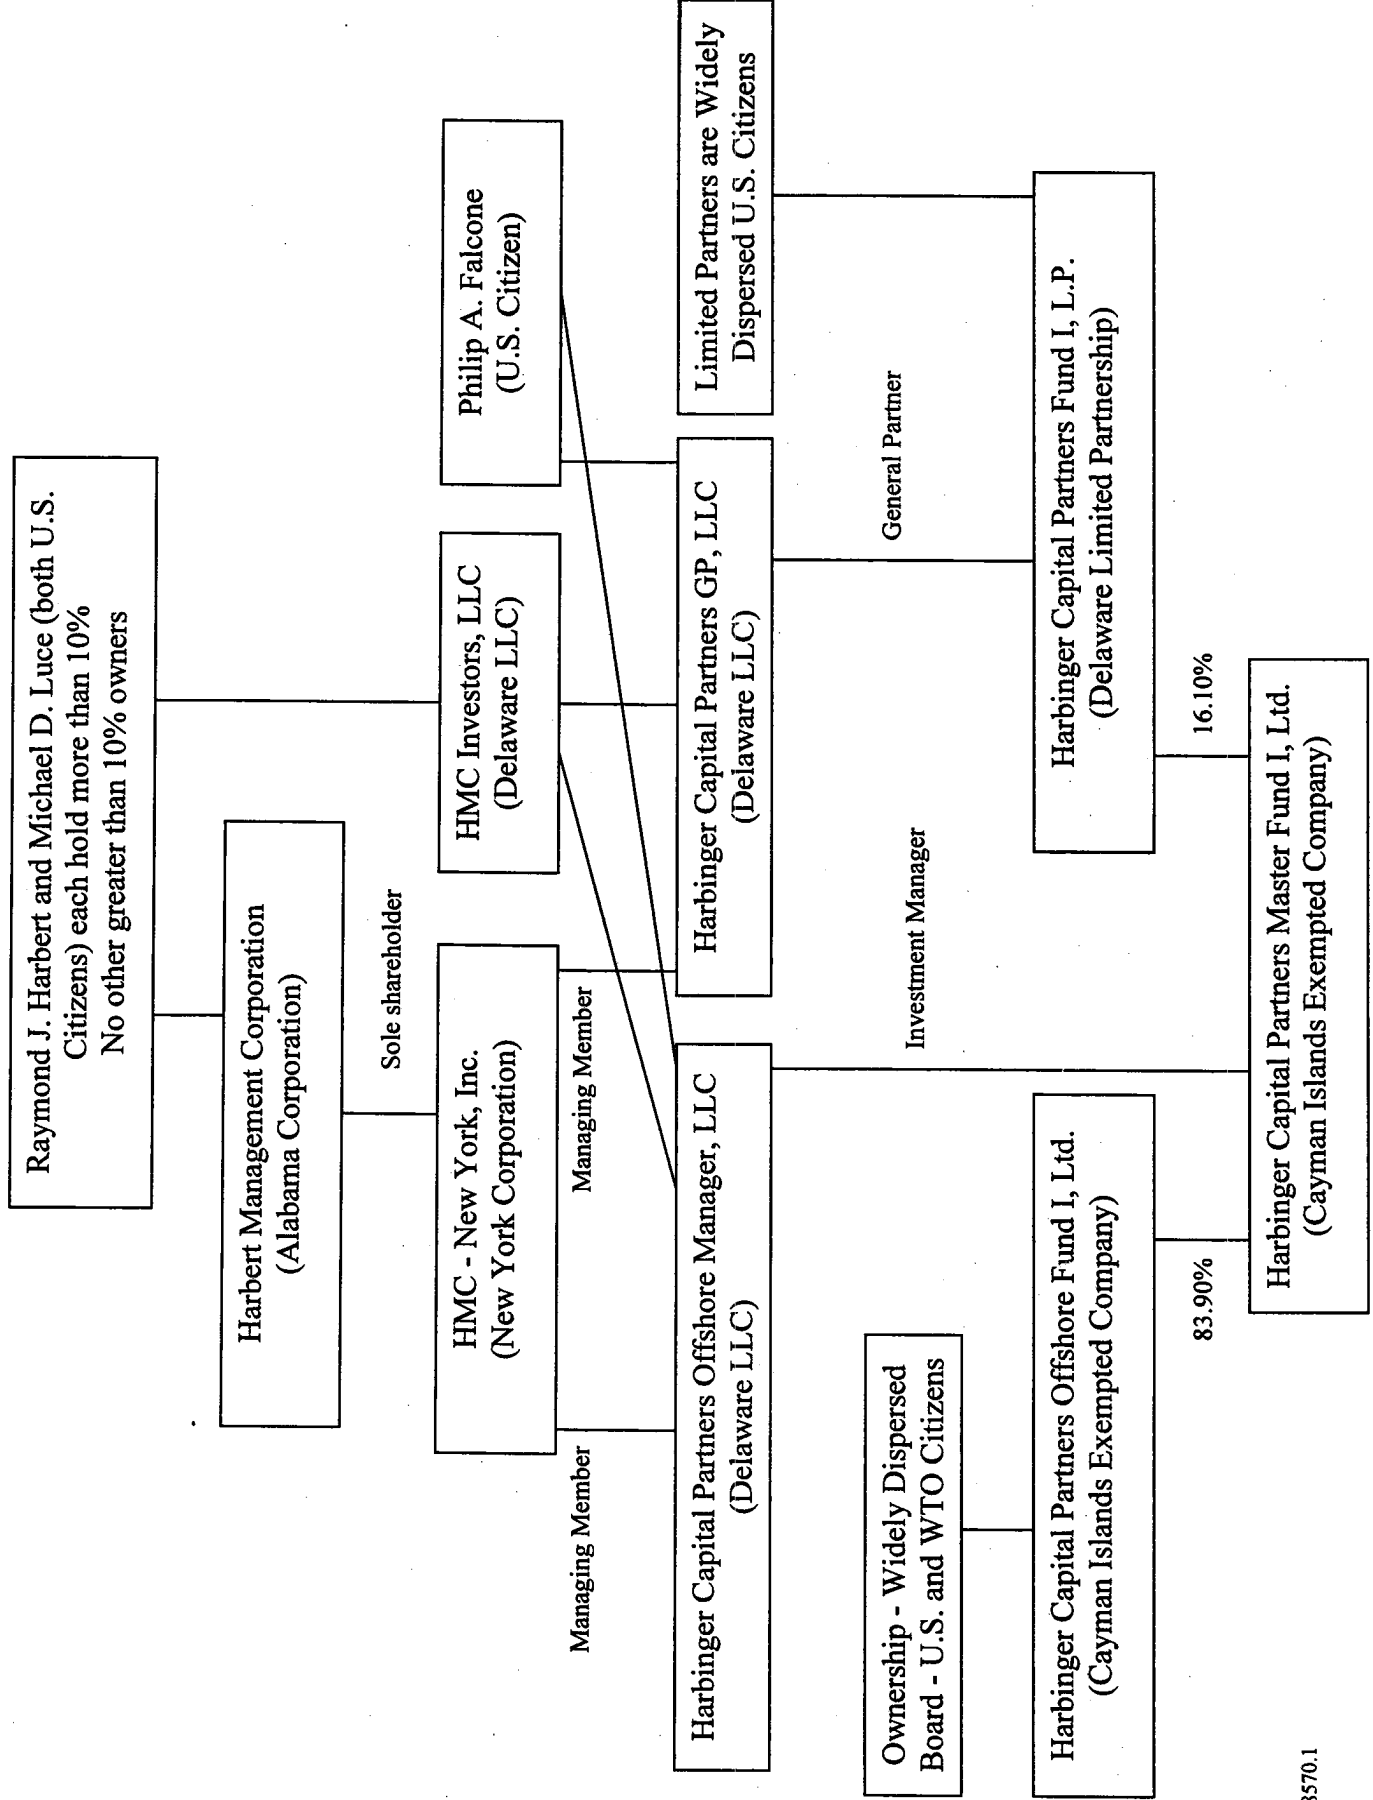 Raymond J. Harbert and Michael D. Luce (both U.S.
Citizens) each hold more than 10%
No other greater than 10% owners
Harbert Management Corporation
(Alabama Corporation)
Sole shareholder
HMC - New York, Inc.
(New York Corporation)
HMC Investors, LLC
(Delaware LLC)
Philip A. Falcone
(U.S. Citizen)
Managing Member
Managing Member
Harbinger Capital Partners Offshore Manager, LLC
(Delaware LLC)
Harbinger Capital Partners GP, LLC
(Delaware LLC)
Limited Partners are Widely
Dispersed U.S. Citizens
Ownership - Widely Dispersed
Board - U.S. and WTO Citizens
Investment Manager
General Partner
Harbinger Capital Partners Offshore Fund I, Ltd.
(Cayman Islands Exempted Company)
Harbinger Capital Partners Fund I, L.P.
(Delaware Limited Partnership)
83.90%
16.10%
Harbinger Capital Partners Master Fund I, Ltd.
(Cayman Islands Exempted Company)